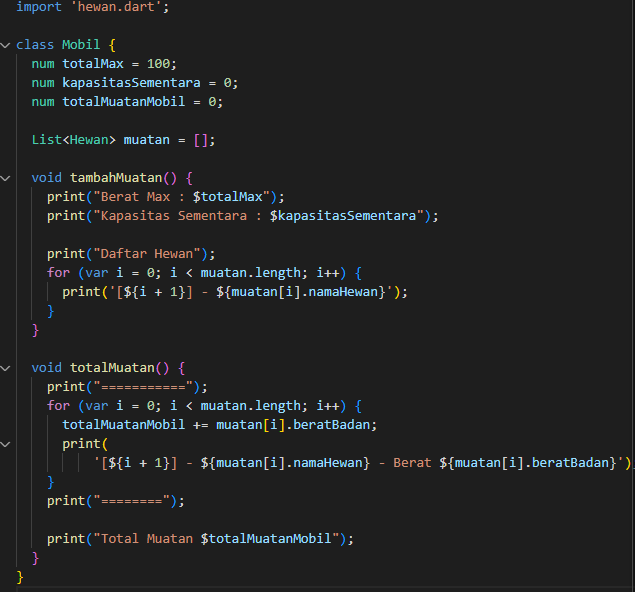 import 'hewan.dart';
class Mobil {
num totalMax = 100;
num kapasitasSementara = 0;
num totalMuatanMobil = 0;
List<Hewan> muatan = [];
void tambahMuatan() {
print("Berat Max : $totalMax");
print("Kapasitas Sementara : $kapasitasSementara");
print("Daftar Hewan");
for (var i = 0; i < muatan.length; i++) {
print('[${i + 1}] - ${muatan[i].namaHewan}');
}
}
void totalMuatan() {
print("===========");
for (var i = 0; i < muatan.length; i++) {
totalMuatanMobil += muatan[i].beratBadan;
print(
'[${i + 1}] - ${muatan[i].namaHewan} - Berat ${muatan[i].beratBadan}')
}
print("========");
print("Total Muatan $totalMuatanMobil");
}
}